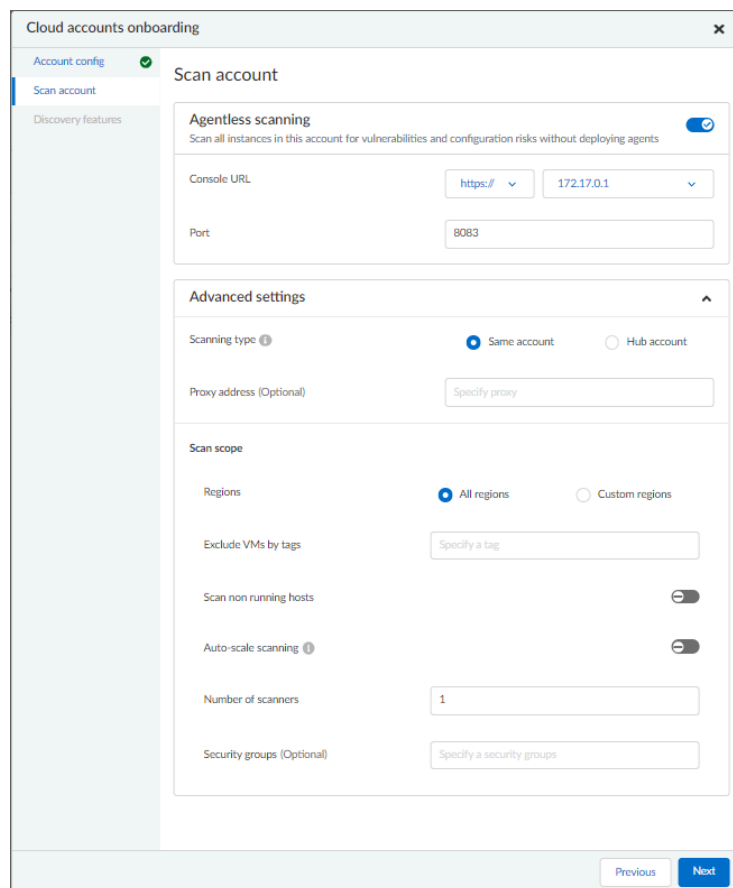 Cloud accounts onboarding
Account config
Scan account
Discovery features
Scan account
Agentless scanning
Scan all instances in this account for vulnerabilities and configuration risks without deploying agents
Console URL https:// 172.17.0.1
Port 8083
Advanced settings
Scanning type Same account Hub account
Proxy address (Optional) Specify proxy
Scan scope
Regions All regions Custom regions
Exclude VMs by tags Specify a tag
Scan non running hosts
Auto-scale scanning
Number of scanners 1
Security groups (Optional) Specify a security groups
Previous Next